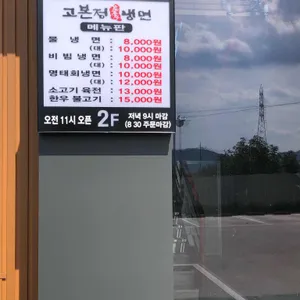 고본정냉면
메뉴판
물 냉 면 : 8,000원
(대) : 10,000원
비 빔 냉 면 : 8,000원
(대) : 10,000원
명태회냉면 : 10,000원
(대) : 12,000원
소고기 육전 : 13,000원
한우 불고기 : 15,000원
오전 11시 오픈 2F 저녁 9시 마감
(8 30 주문마감)